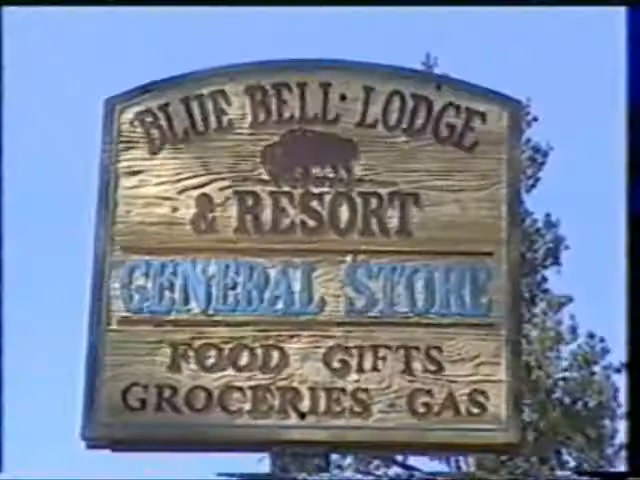 BLUE BELL LODGE
& RESORT
GENERAL STORE
FOOD GIFTS
GROCERIES GAS